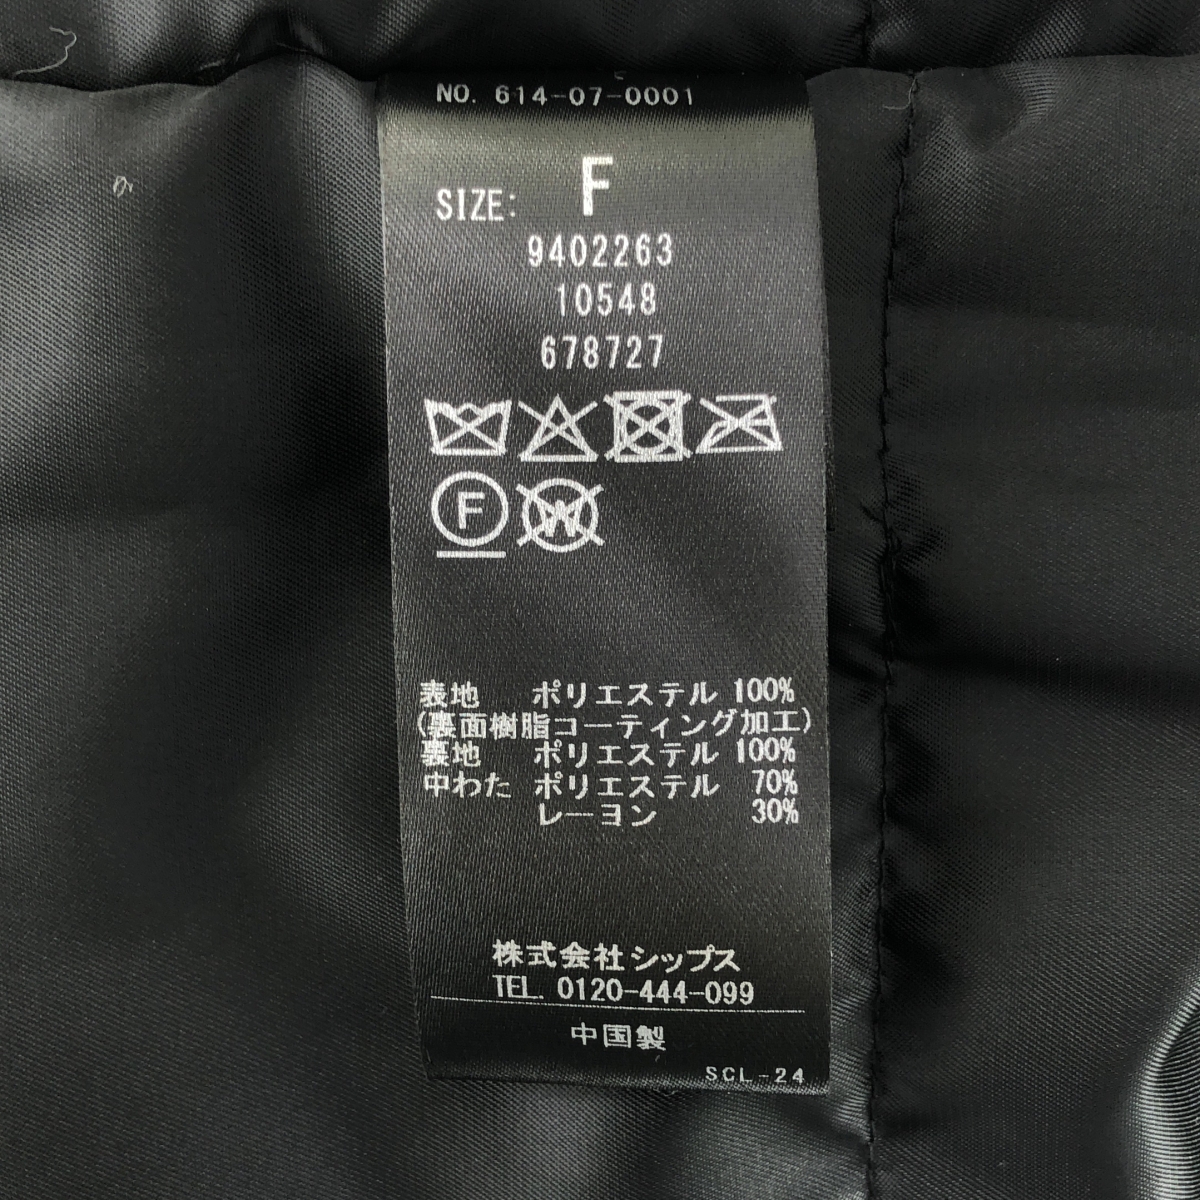 NO. 614-07-0001
SIZE: F
9402263
10548
678727
F W
表地 ポリエステル 100%
(裏面樹脂コーティング加工)
裏地 ポリエステル 100%
中わた ポリエステル 70%
レーヨン 30%
株式会社シップス
TEL. 0120-444-099
中国製
SCL-24